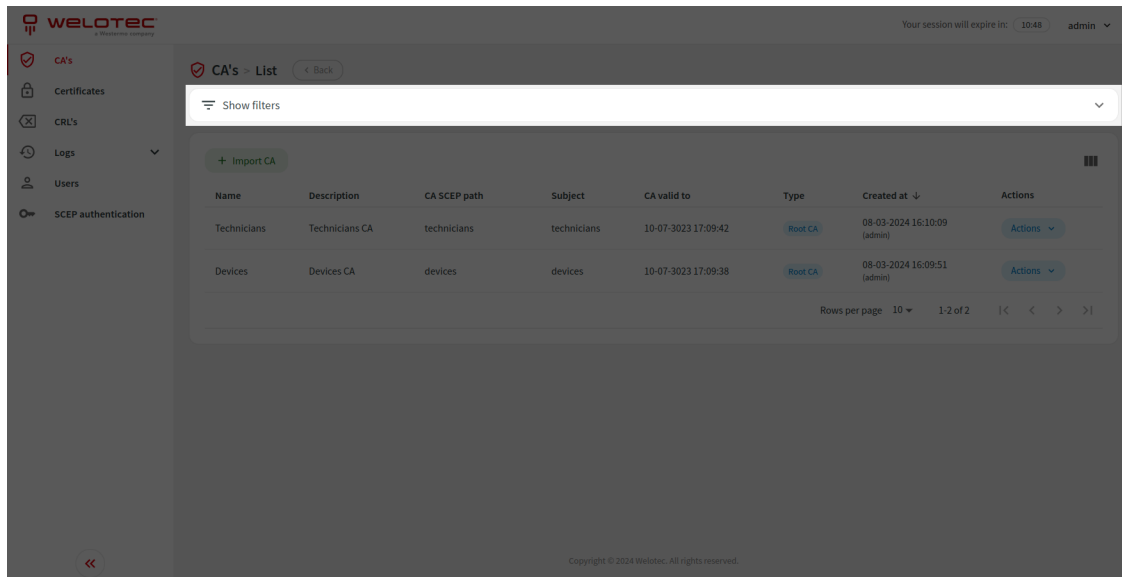 WELOTEC
a Westermo company
Your session will expire in: 10:48 admin
CA's
Certificates
CRL's
Logs
Users
SCEP authentication
CA's > List < Back
Show filters
+ Import CA
Name Description CA SCEP path Subject CA valid to Type Created at ↓ Actions
Technicians Technicians CA technicians technicians 10-07-3023 17:09:42 Root CA 08-03-2024 16:10:09 Actions
(admin)
Devices Devices CA devices devices 10-07-3023 17:09:38 Root CA 08-03-2024 16:09:51 Actions
(admin)
Rows per page 10 1-2 of 2
Copyright © 2024 Welotec. All rights reserved.